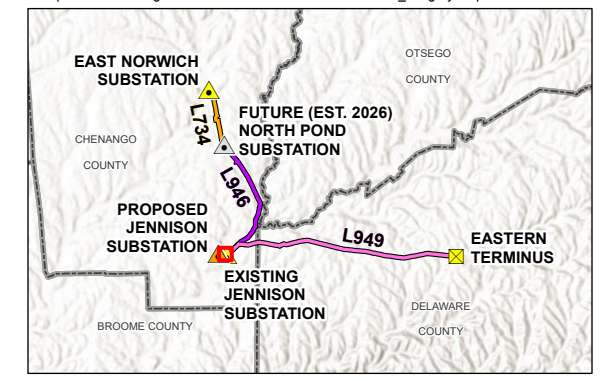 EAST NORWICH
SUBSTATION
OTSEGO
COUNTY
L734
FUTURE (EST. 2026)
NORTH POND
SUBSTATION
CHENANGO
COUNTY
L946
PROPOSED
JENNISON
SUBSTATION
L949
EASTERN
TERMINUS
EXISTING
JENNISON
SUBSTATION
DELAWARE
COUNTY
BROOME COUNTY